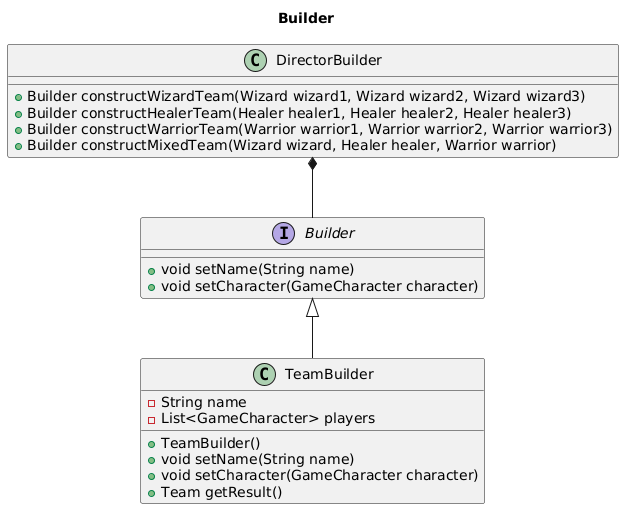 Builder
C DirectorBuilder
Builder constructWizardTeam(Wizard wizard1, Wizard wizard2, Wizard wizard3)
Builder constructHealerTeam(Healer healer1, Healer healer2, Healer healer3)
Builder constructWarriorTeam(Warrior warrior1, Warrior warrior2, Warrior warrior3)
Builder constructMixedTeam(Wizard wizard, Healer healer, Warrior warrior)
I Builder
void setName(String name)
void setCharacter(GameCharacter character)
C TeamBuilder
String name
List<GameCharacter> players
TeamBuilder()
void setName(String name)
void setCharacter(GameCharacter character)
Team getResult()